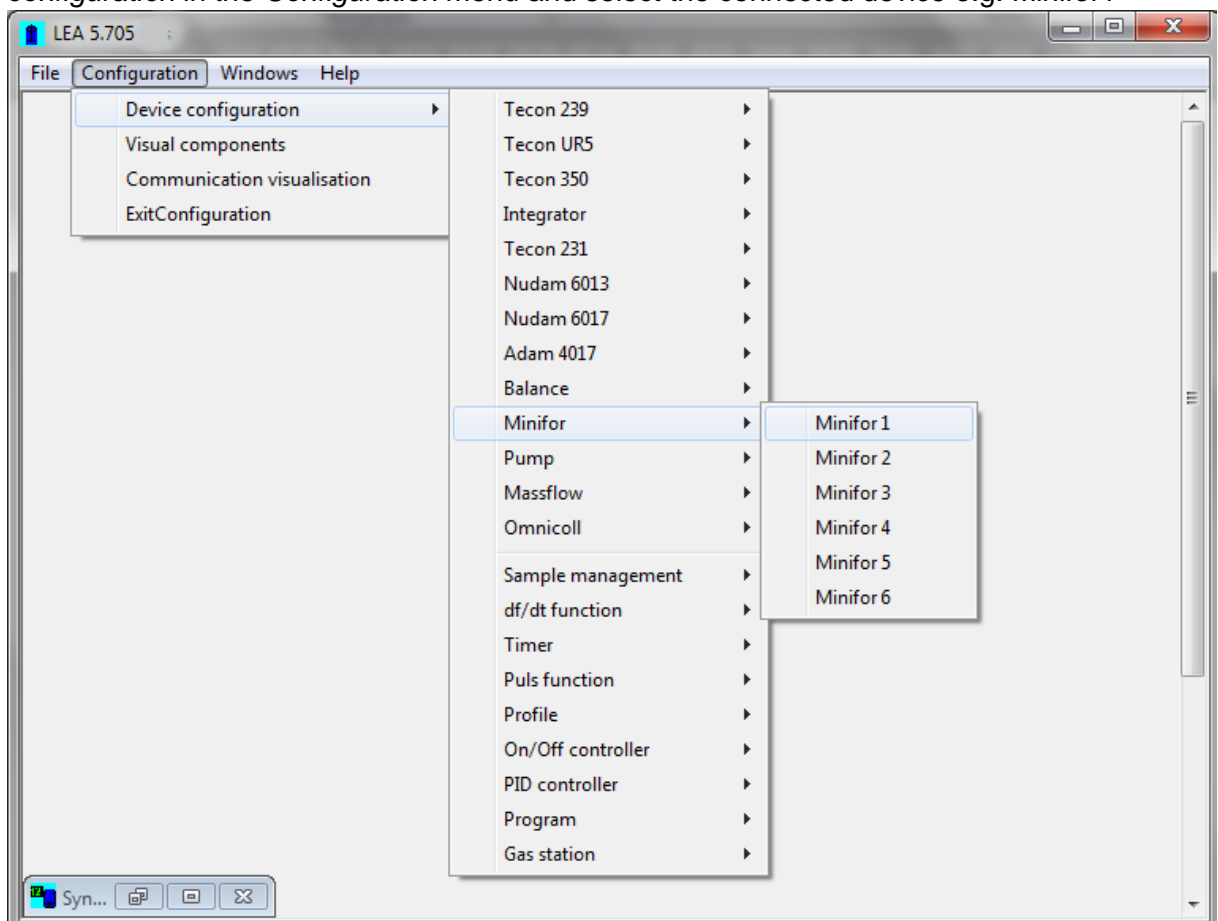 configuration in the Configuration menu and select the connected device e.g. Minifor1
LEA 5.705
File Configuration Windows Help
Device configuration
Visual components
Communication visualisation
ExitConfiguration
Tecon 239
Tecon UR5
Tecon 350
Integrator
Tecon 231
Nudam 6013
Nudam 6017
Adam 4017
Balance
Minifor
Pump
Massflow
Omnicoll
Sample management
df/dt function
Timer
Puls function
Profile
On/Off controller
PID controller
Program
Gas station
Minifor 1
Minifor 2
Minifor 3
Minifor 4
Minifor 5
Minifor 6
Syn...